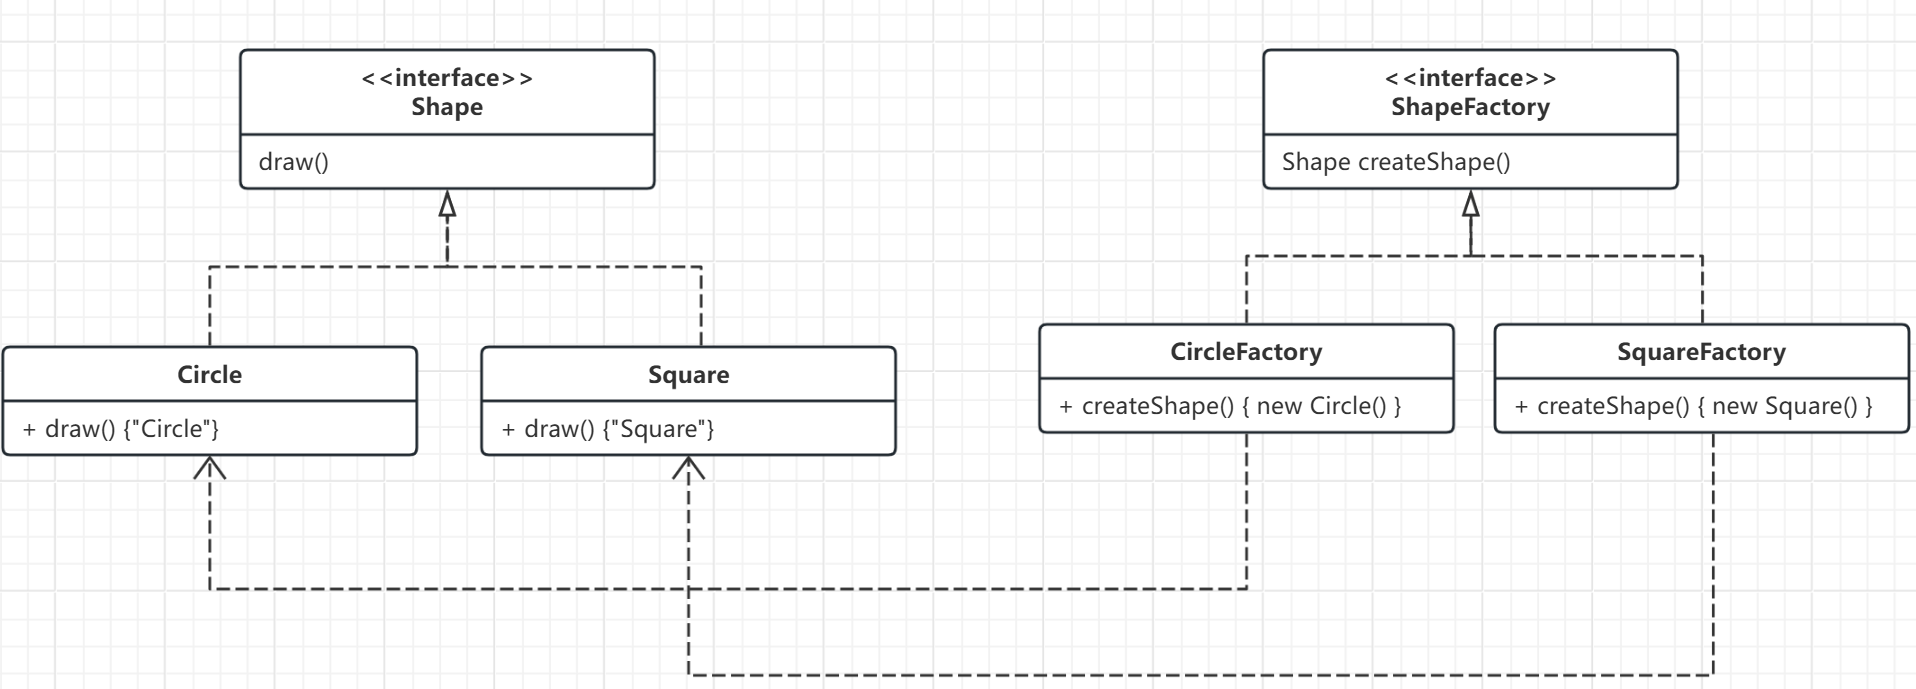 <<interface>>
Shape
draw()
<<interface>>
ShapeFactory
Shape createShape()
Circle
+ draw() {"Circle"}
Square
+ draw() {"Square"}
CircleFactory
+ createShape() { new Circle() }
SquareFactory
+ createShape() { new Square() }